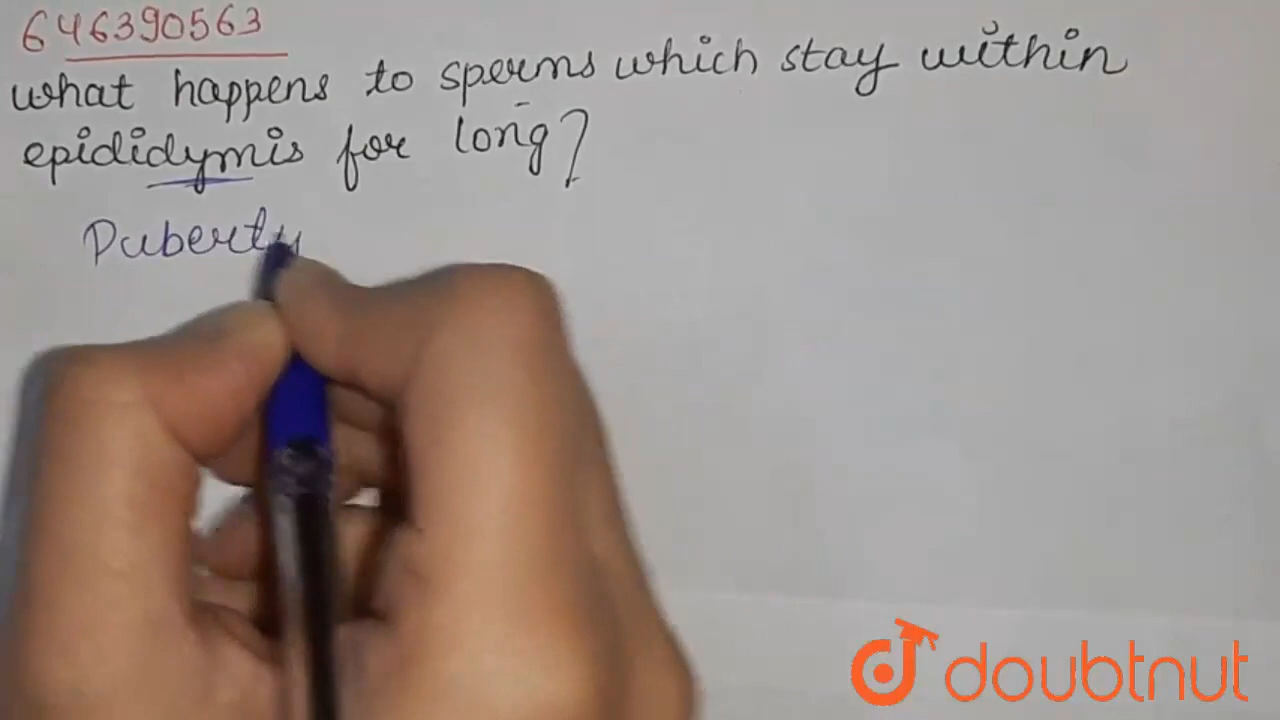 646390563
what happens to sperms which stay within
epididymis for long?
Puberty
doubtnut